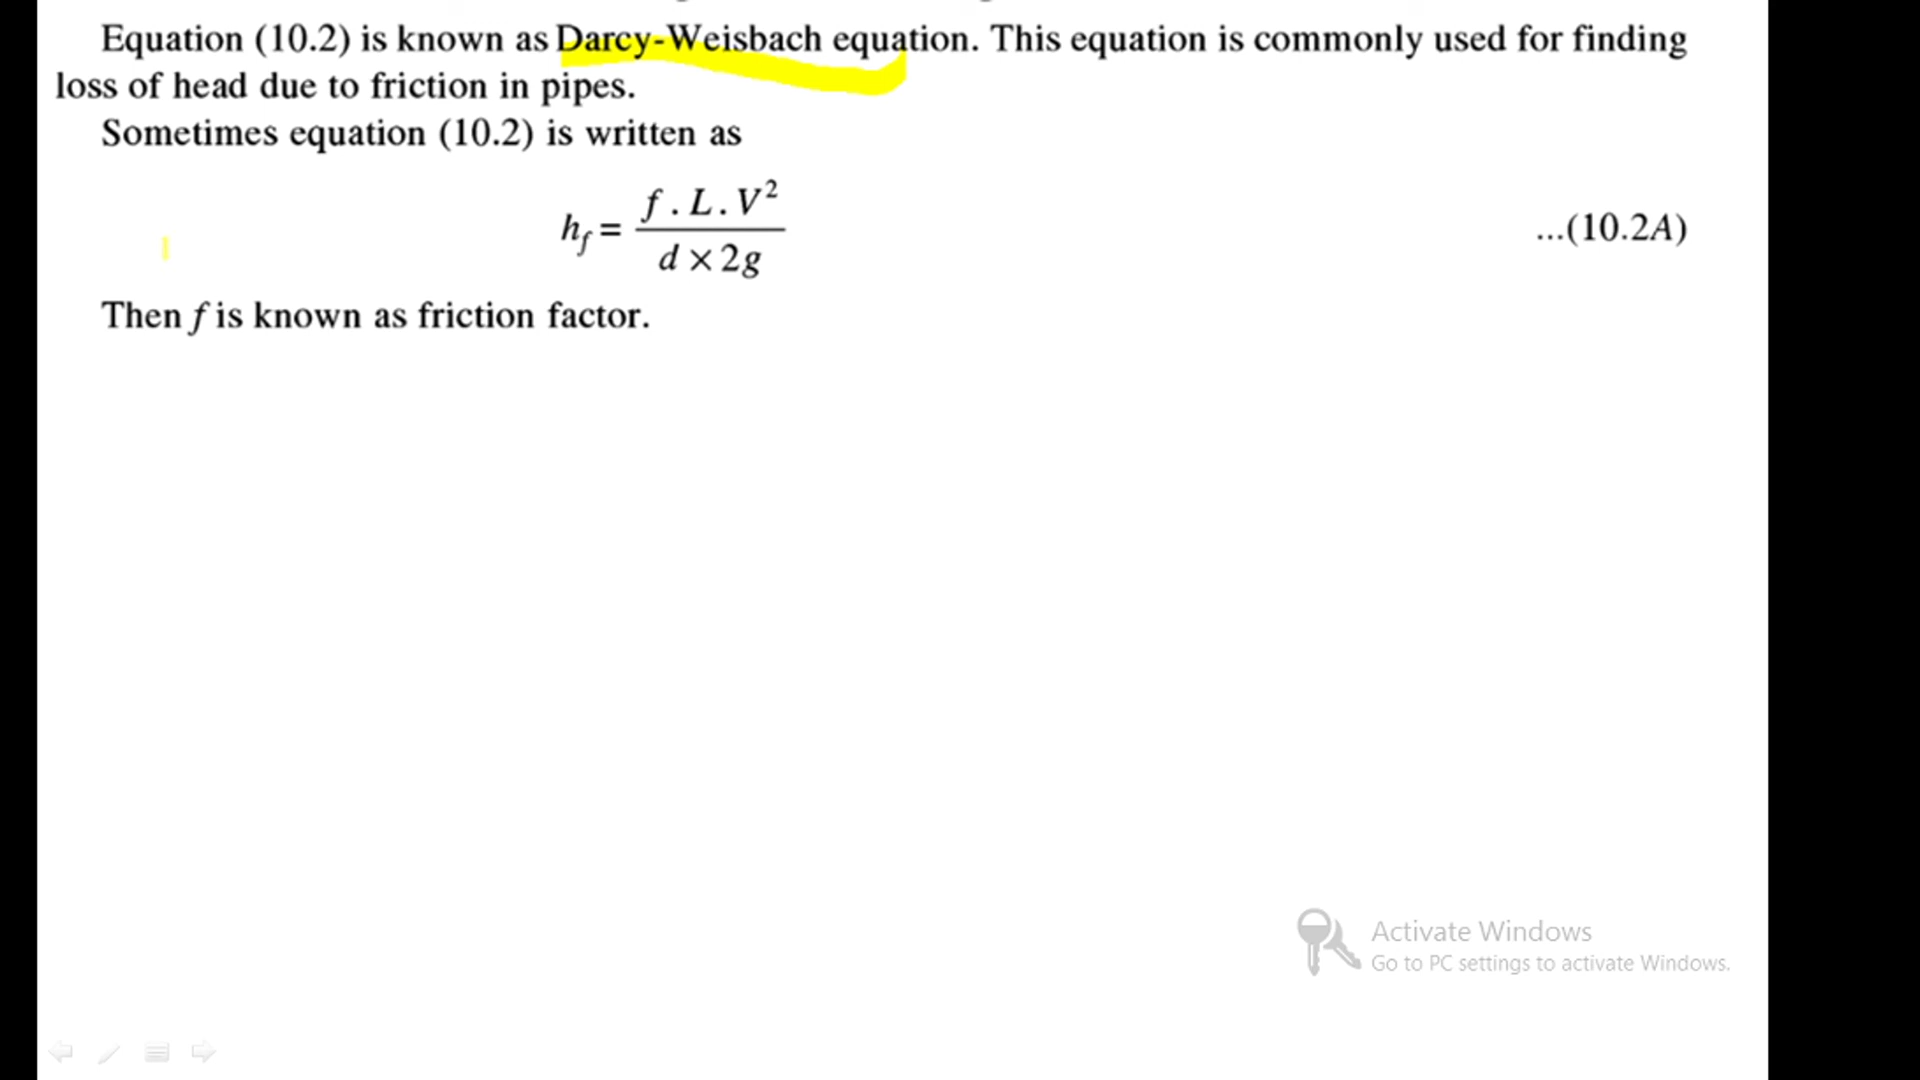 Equation (10.2) is known as Darcy-Weisbach equation. This equation is commonly used for finding
loss of head due to friction in pipes.
Sometimes equation (10.2) is written as
h_f = \frac{f . L . V^2}{d × 2g} ...(10.2A)
Then f is known as friction factor.
Activate Windows
Go to PC settings to activate Windows.